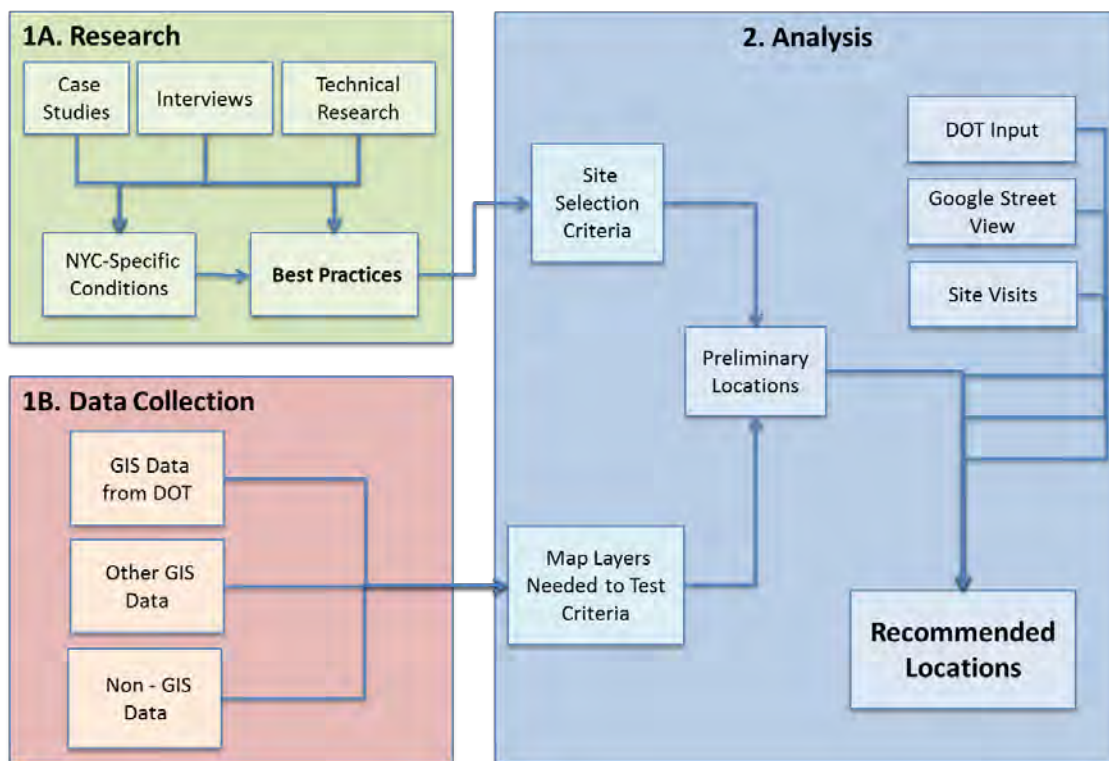 1A. Research
Case
Studies
Interviews
Technical
Research
NYC-Specific
Conditions
Best Practices
1B. Data Collection
GIS Data
from DOT
Other GIS
Data
Non - GIS
Data
2. Analysis
Site
Selection
Criteria
Map Layers
Needed to Test
Criteria
Preliminary
Locations
DOT Input
Google Street
View
Site Visits
Recommended
Locations